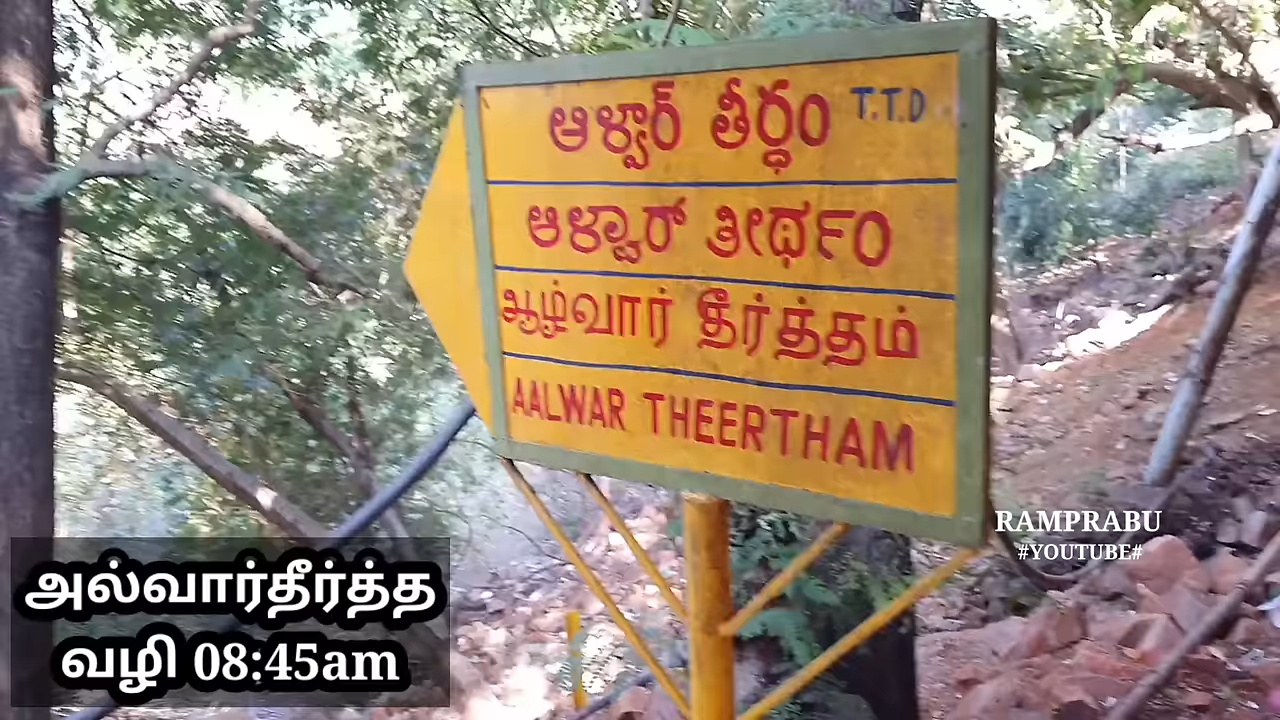 ఆళ్వార్ తీర్థం T.T.D
ಆಳ್ವಾರ್ ತೀರ್ಥಂ
ஆழ்வார் தீர்த்தம்
AALWAR THEERTHAM
RAMPRABU
#YOUTUBE#
அல்வார்தீர்த்த
வழி 08:45am